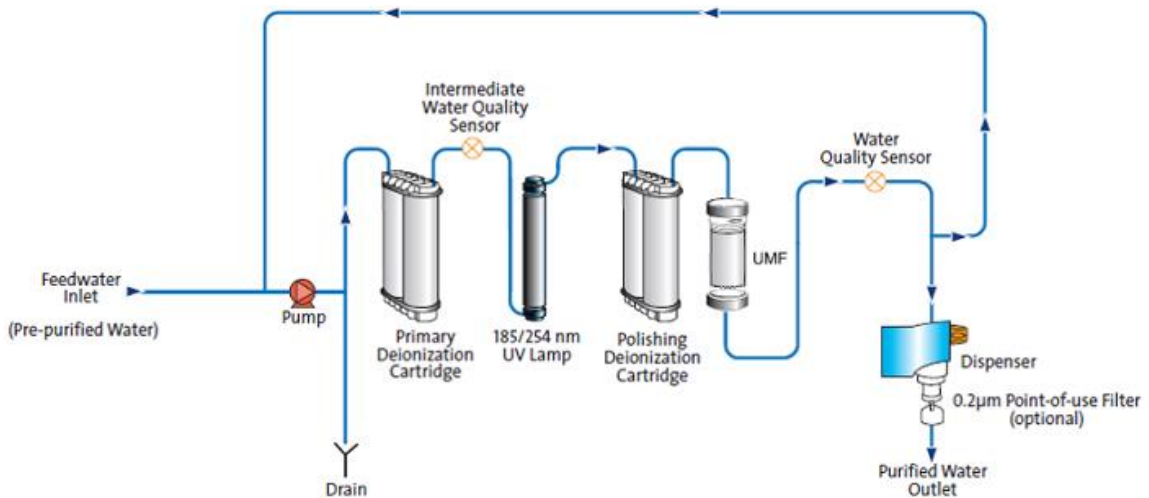 Intermediate
Water Quality
Sensor
Water
Quality Sensor
Feedwater
Inlet
(Pre-purified Water)
Pump
Primary
Deionization
Cartridge
185/254 nm
UV Lamp
Polishing
Deionization
Cartridge
UMF
Dispenser
0.2µm Point-of-use Filter
(optional)
Drain
Purified Water
Outlet